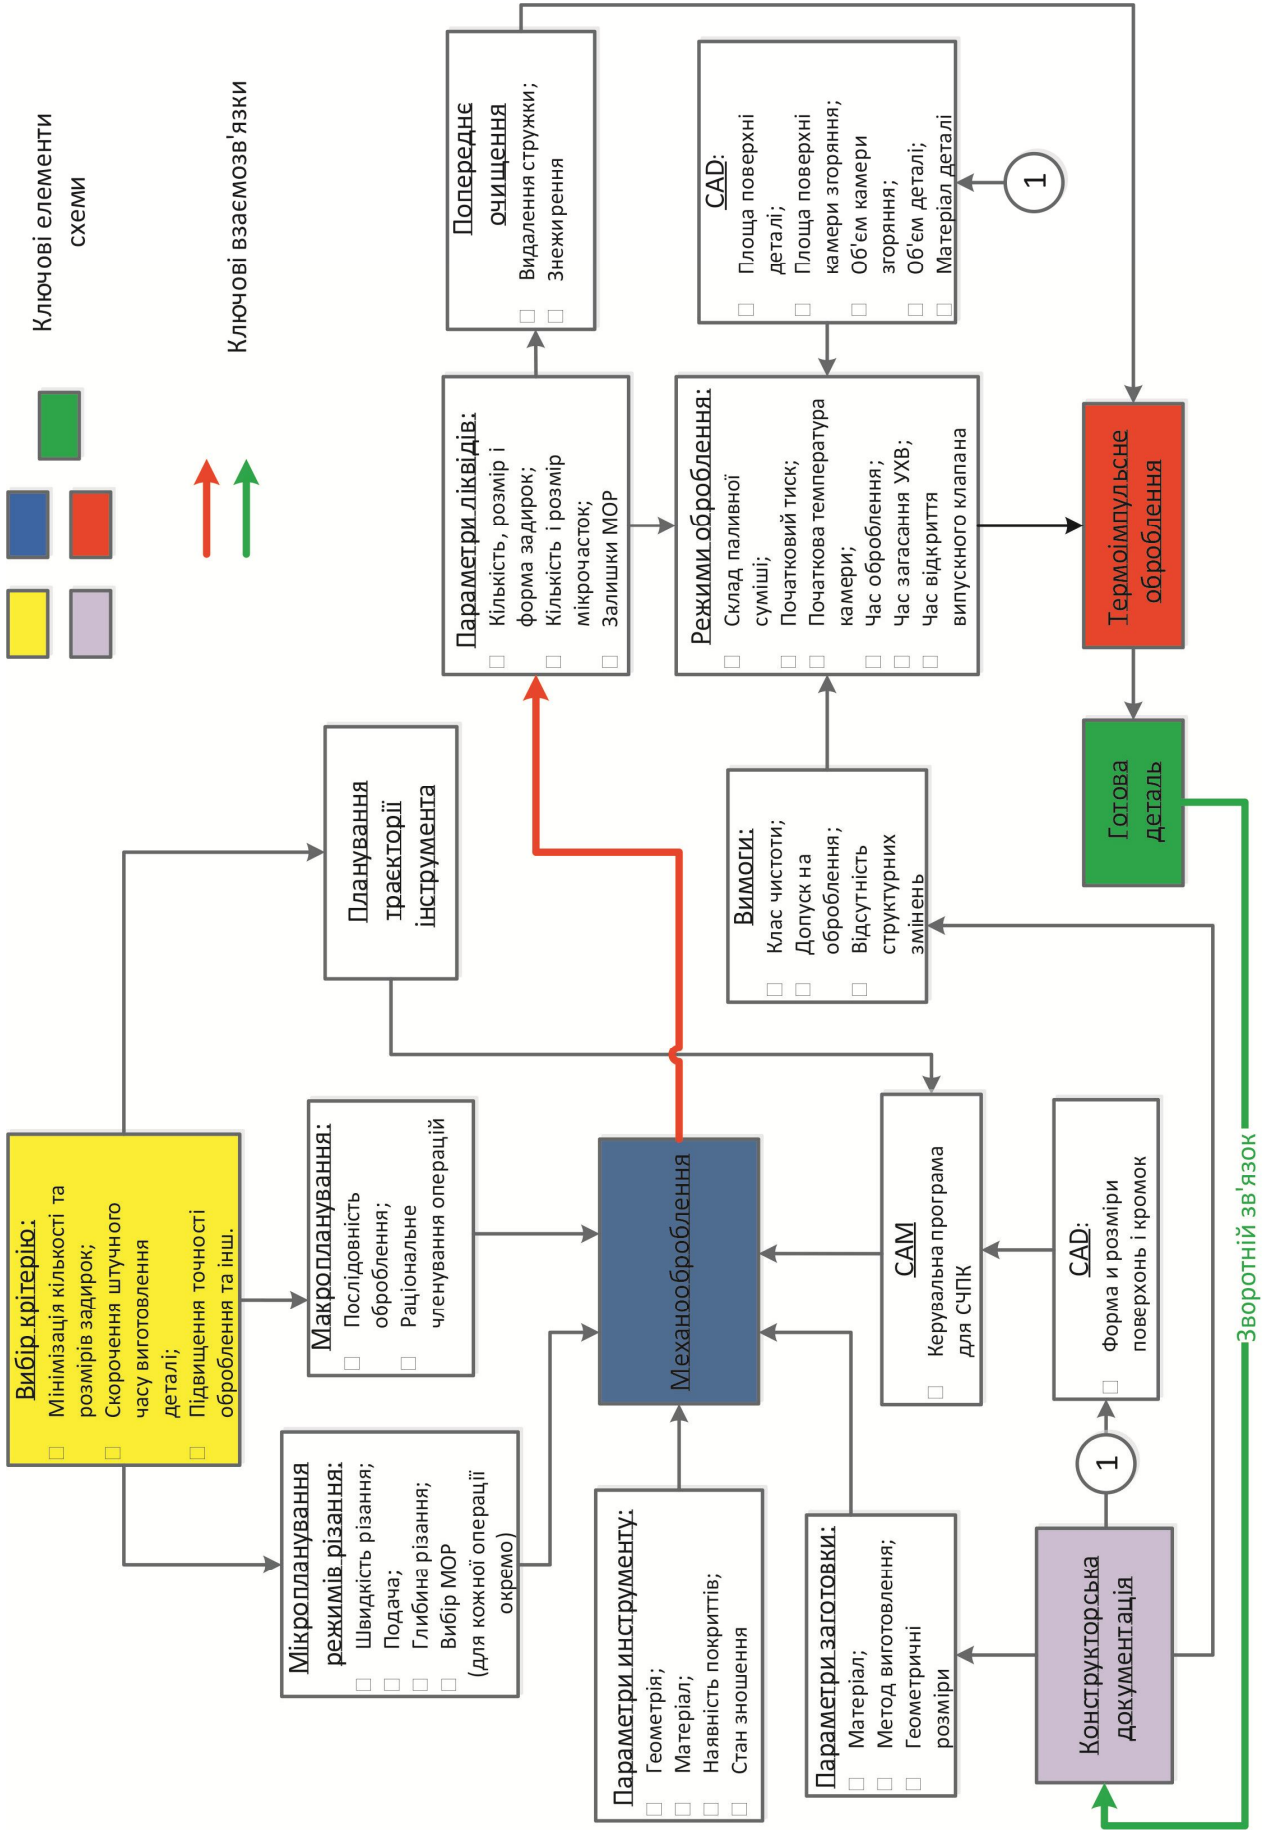 Вибір крітерію:
Мінімізація кількості та
розмірів задирок;
Скорочення штучного
часу виготовлення
деталі;
Підвищення точності
оброблення та інш.
Ключові елементи
схеми
Ключові взаємозв'язки
Мікропланування
режимів різання:
Швидкість різання;
Подача;
Глибина різання;
Вибір МОР
(для кожної операції
окремо)
Макропланування:
Послідовність
оброблення;
Раціональне
членування операцій
Планування
траєкторії
інструмента
Параметри ліквідів:
Кількість, розмір і
форма задирок;
Кількість і розмір
мікрочасток;
Залишки МОР
Попереднє
очищення
Видалення стружки;
Знежирення
Параметри инструменту:
Геометрія;
Матеріал;
Наявність покриттів;
Стан зношення
Механооброблення
Режими оброблення:
Склад паливної
суміші;
Початковий тиск;
Початкова температура
камери;
Час оброблення;
Час загасання УХВ;
Час відкриття
випускного клапана
CAD:
Площа поверхні
деталі;
Площа поверхні
камери згоряння;
Об'єм камери
згоряння;
Об'єм деталі;
Матеріал деталі
1
Параметри заготовки:
Матеріал;
Метод виготовлення;
Геометричні
розміри
CAM
Керувальна програма
для СЧПК
Вимоги:
Клас чистоти;
Допуск на
оброблення;
Відсутність
структурних
змінень
Конструкторська
документація
1
CAD:
Форма и розміри
поверхонь і кромок
Готова
деталь
Термоімпульсне
оброблення
Зворотній зв'язок